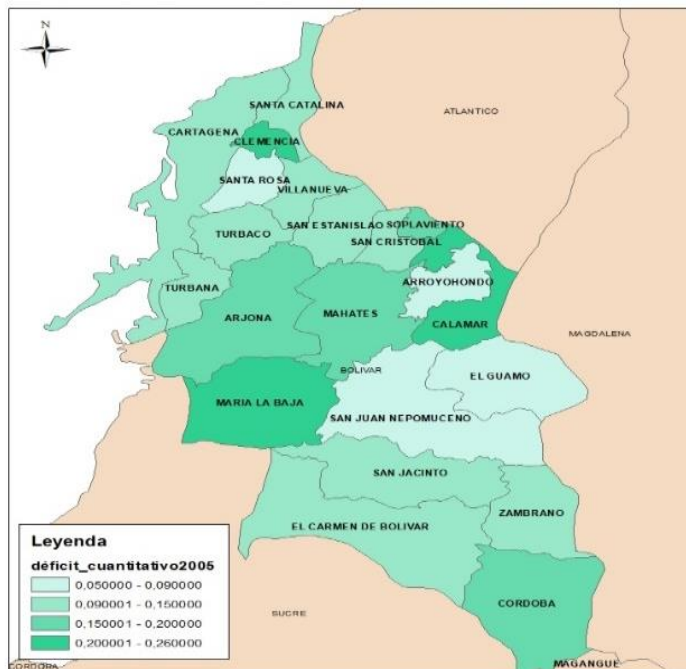 N
SANTA CATALINA
ATLANTICO
CARTAGENA
CLEMENCIA
SANTA ROSA
VILLANUEVA
SAN ESTANISLAO
SOPLAVIENTO
TURBACO
SAN CRISTOBAL
ARROYOHONDO
TURBANA
ARJONA
MAHATES
CALAMAR
MAGDALENA
BOLIVAR
EL GUAMO
MARIA LA BAJA
SAN JUAN NEPOMUCENO
SAN JACINTO
ZAMBRANO
EL CARMEN DE BOLIVAR
Leyenda
déficit_cuantitativo2005
0,050000 - 0,090000
0,090001 - 0,150000
0,150001 - 0,200000
0,200001 - 0,260000
CORDOBA
SUCRE
CORDOBA
MAGANGUE